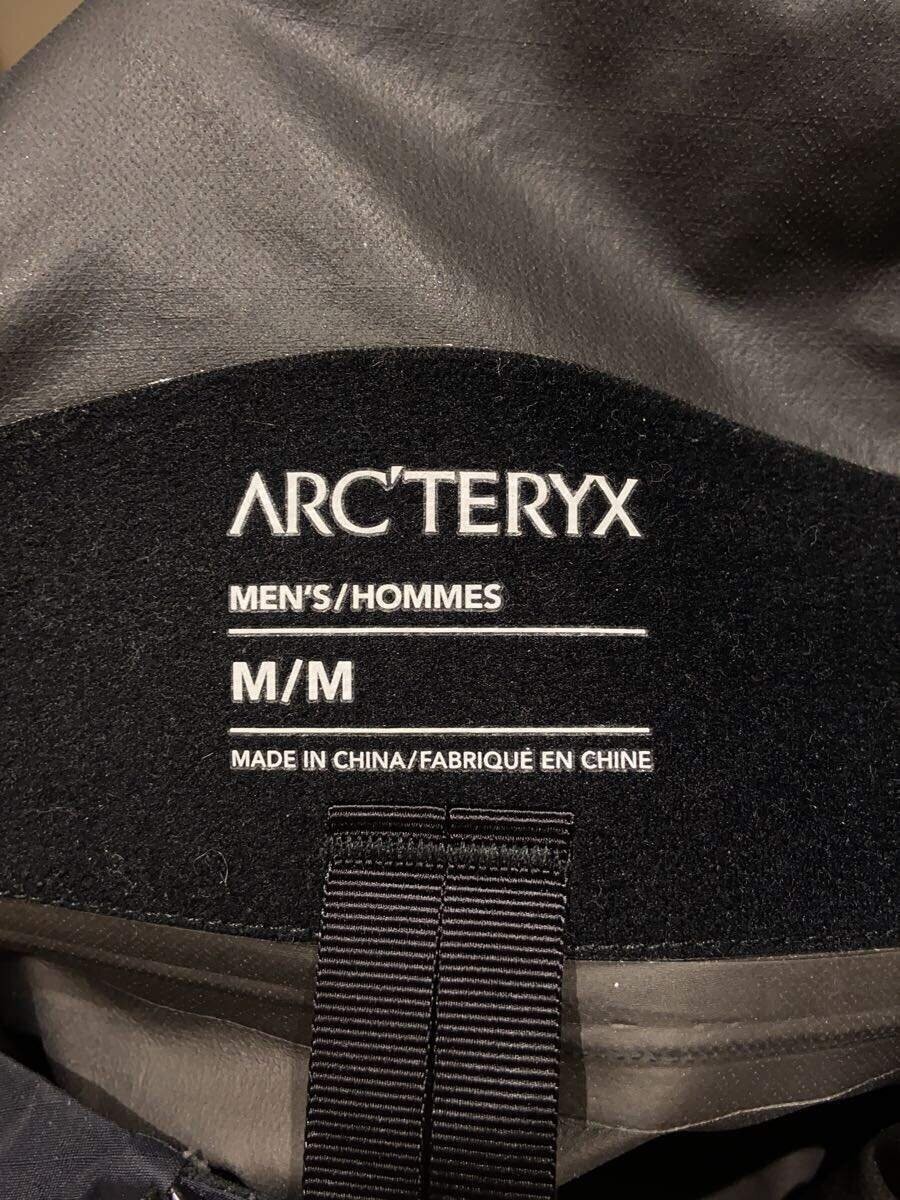 ARC'TERYX
MEN'S/HOMMES
M/M
MADE IN CHINA/FABRIQUÉ EN CHINE